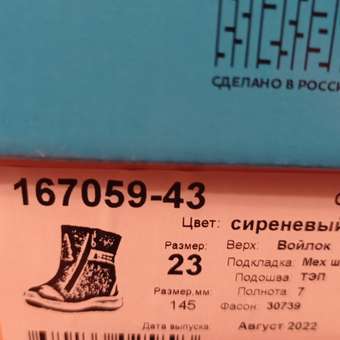 СДЕЛАНО В РОССИ
167059-43
Цвет: сиреневый
Размер: Верх: Войлок
23 Подкладка: Мех ш
Подошва: ТЭП
Размер,мм: Полнота: 7
145 Фасон: 30739
Дата выпуска: Август 2022